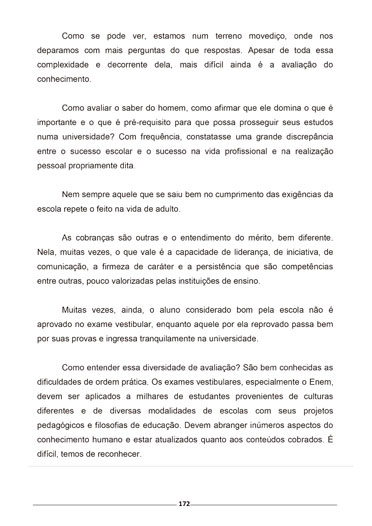 Como se pode ver, estamos num terreno movediço, onde nos
deparamos com mais perguntas do que respostas. Apesar de toda essa
complexidade e decorrente dela, mais difícil ainda é a avaliação do
conhecimento.
Como avaliar o saber do homem, como afirmar que ele domina o que é
importante e o que é pré-requisito para que possa prosseguir seus estudos
numa universidade? Com frequência, constatasse uma grande discrepância
entre o sucesso escolar e o sucesso na vida profissional e na realização
pessoal propriamente dita.
Nem sempre aquele que se saiu bem no cumprimento das exigências da
escola repete o feito na vida de adulto.
As cobranças são outras e o entendimento do mérito, bem diferente.
Nela, muitas vezes, o que vale é a capacidade de liderança, de iniciativa, de
comunicação, a firmeza de caráter e a persistência que são competências
entre outras, pouco valorizadas pelas instituições de ensino.
Muitas vezes, ainda, o aluno considerado bom pela escola não é
aprovado no exame vestibular, enquanto aquele por ela reprovado passa bem
por suas provas e ingressa tranquilamente na universidade.
Como entender essa diversidade de avaliação? São bem conhecidas as
dificuldades de ordem prática. Os exames vestibulares, especialmente o Enem,
devem ser aplicados a milhares de estudantes provenientes de culturas
diferentes e de diversas modalidades de escolas com seus projetos
pedagógicos e filosofias de educação. Devem abranger inúmeros aspectos do
conhecimento humano e estar atualizados quanto aos conteúdos cobrados. É
difícil, temos de reconhecer.
172